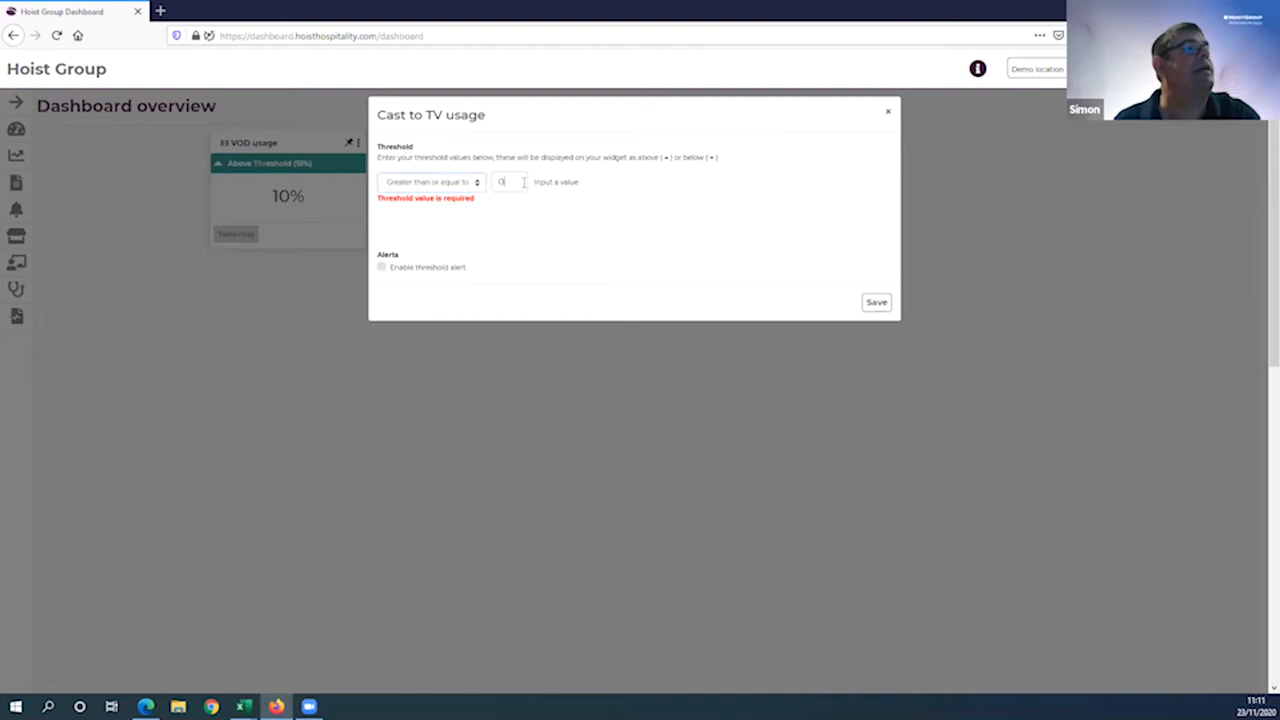 Hoist Group Dashboard
https://dashboard.hoisthospitality.com/dashboard
HOISTGROUP
Simon
Hoist Group
Demo location
Dashboard overview
VOD usage
Above Threshold (15%)
10%
Yesterday
Cast to TV usage
Threshold
Enter your threshold values below, these will be displayed on your widget as above ( ▲ ) or below ( ▼ )
Greater than or equal to
0
Input a value
Threshold value is required
Alerts
Enable threshold alert
Save
11:11
23/11/2020